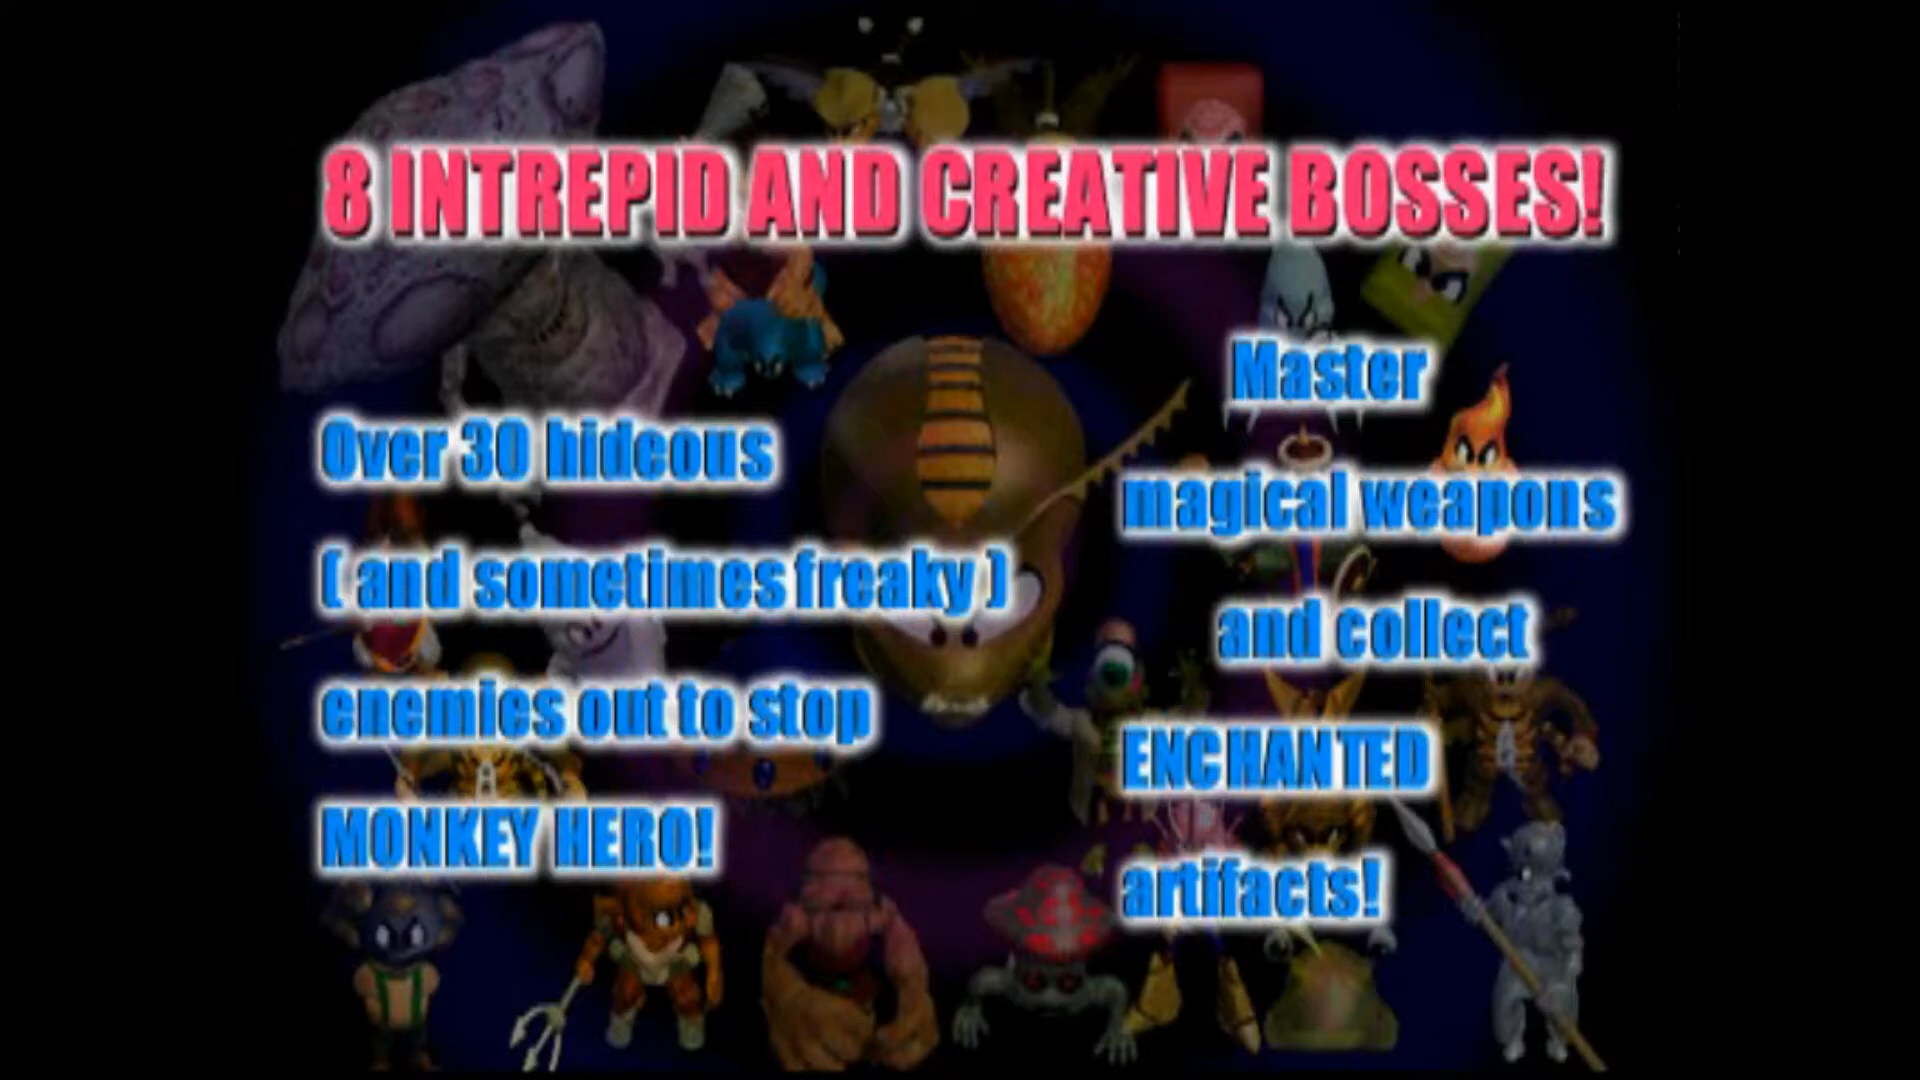 8 INTREPID AND CREATIVE BOSSES!
Over 30 hideous
( and sometimes freaky )
enemies out to stop
MONKEY HERO!
Master
magical weapons
and collect
ENCHANTED
artifacts!